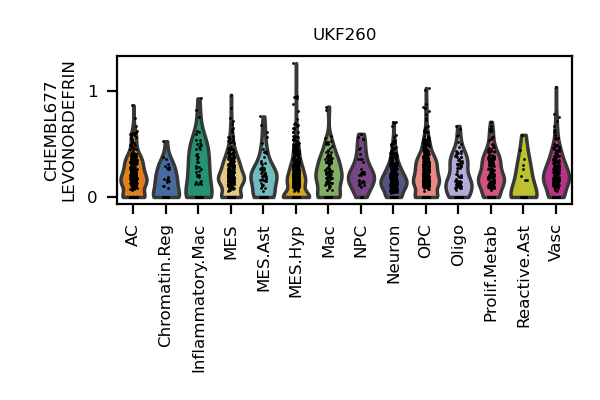 UKF260
CHEMBL677
LEVONORDEFRIN
1
0
AC
Chromatin.Reg
Inflammatory.Mac
MES
MES.Ast
MES.Hyp
Mac
NPC
Neuron
OPC
Oligo
Prolif.Metab
Reactive.Ast
Vasc